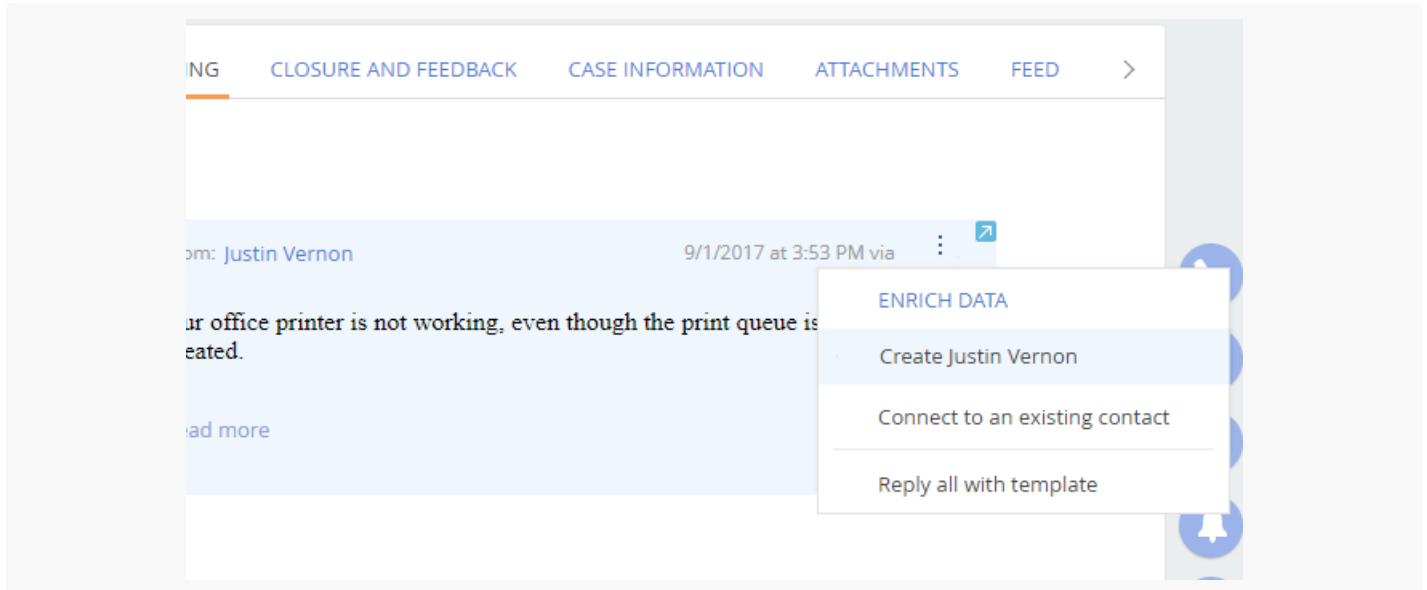 ING CLOSURE AND FEEDBACK CASE INFORMATION ATTACHMENTS FEED
om: Justin Vernon 9/1/2017 at 3:53 PM via
ENRICH DATA
ur office printer is not working, even though the print queue is
eated.
Create Justin Vernon
Connect to an existing contact
ead more
Reply all with template